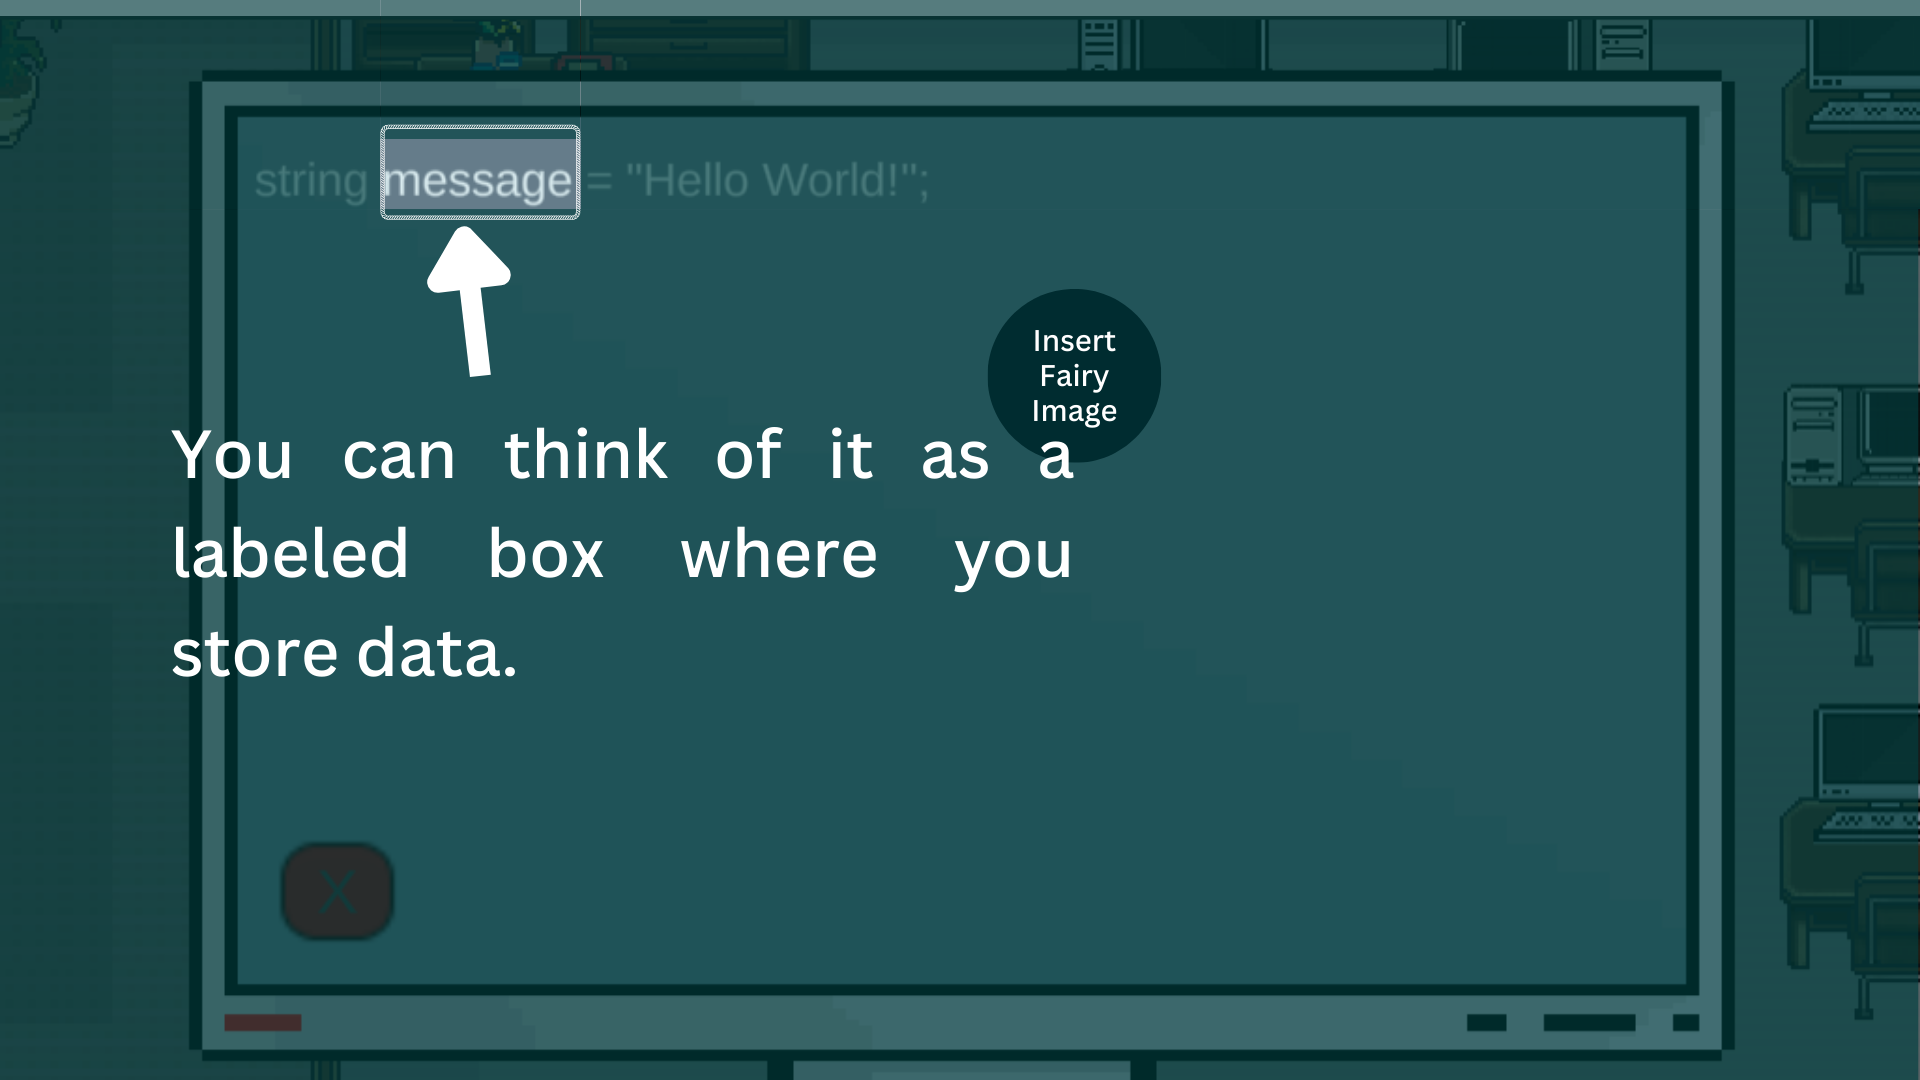 string message = "Hello World!";
Insert
Fairy
Image
You can think of it as a
labeled box where you
store data.
X